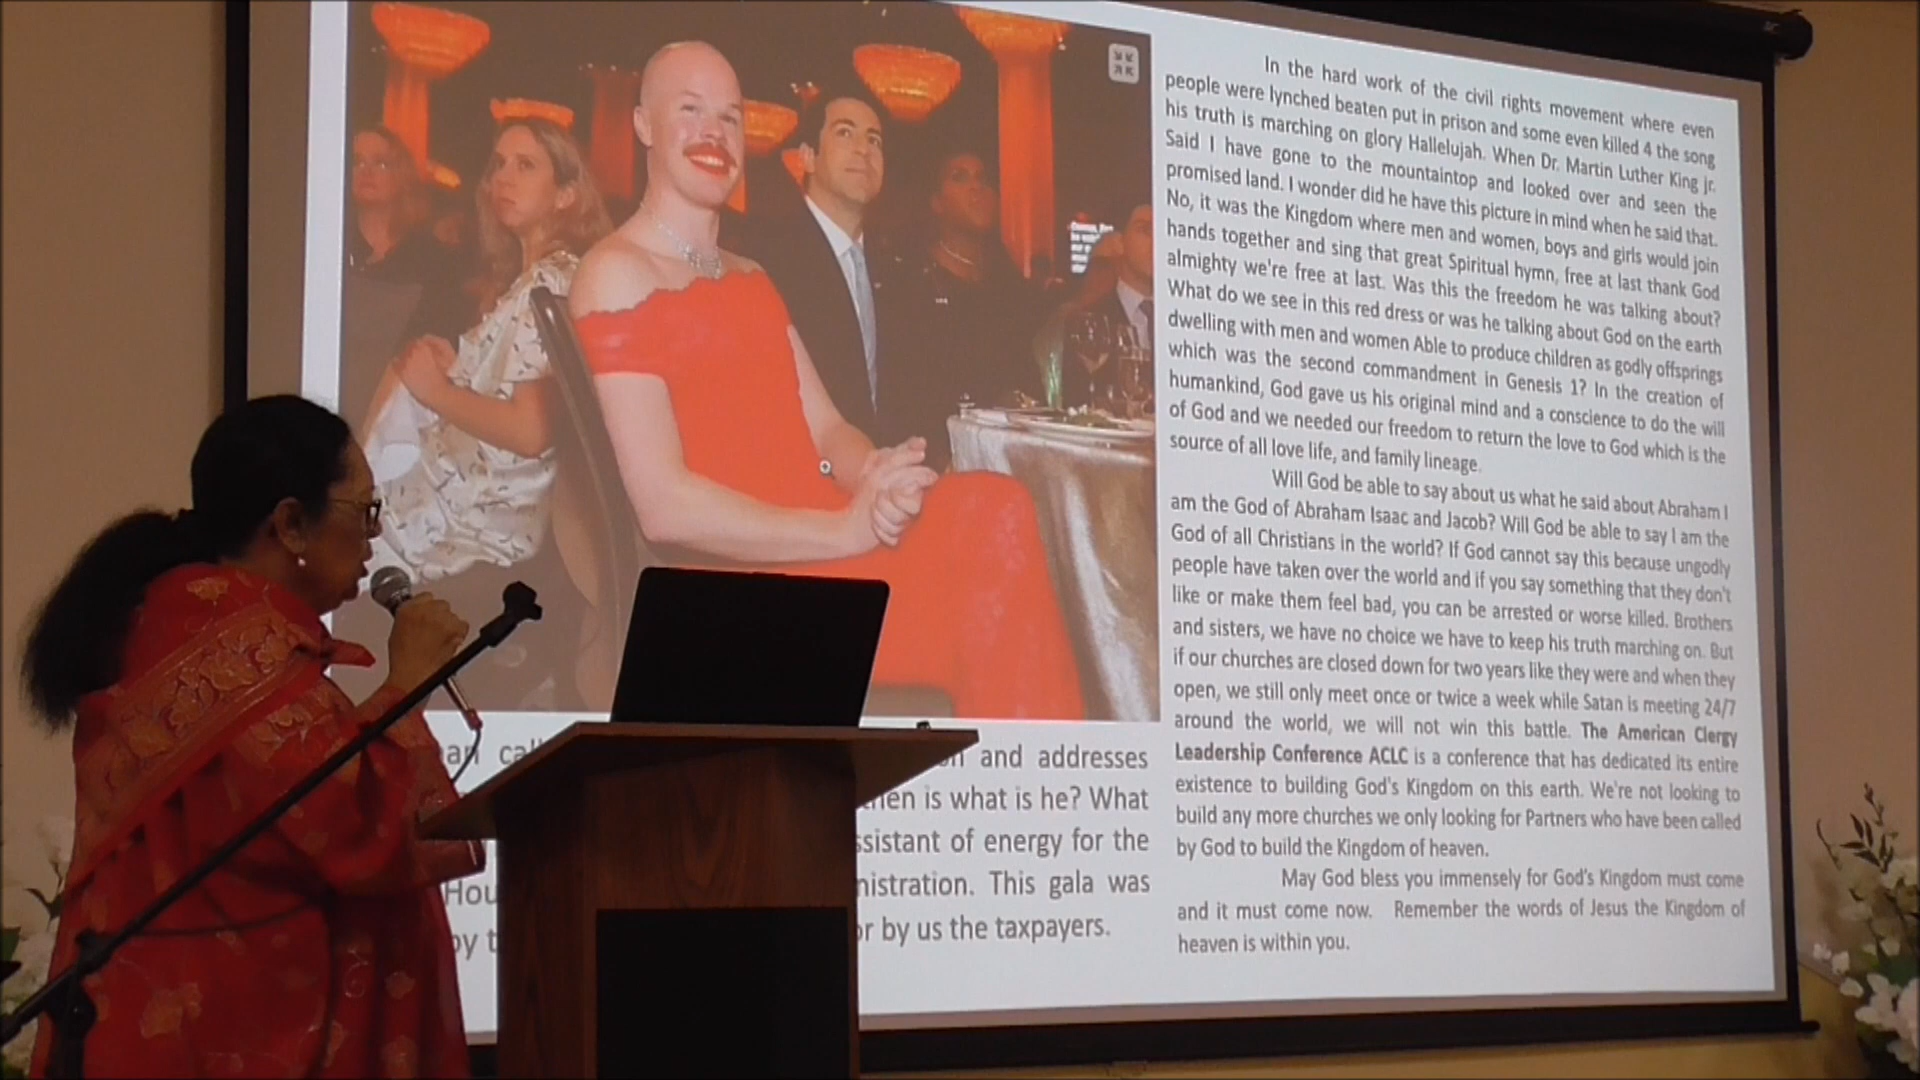 In the hard work of the civil rights movement where even
people were lynched beaten put in prison and some even killed 4 the song
his truth is marching on glory Hallelujah. When Dr. Martin Luther King jr.
Said I have gone to the mountaintop and looked over and seen the
promised land. I wonder did he have this picture in mind when he said that.
No, it was the Kingdom where men and women, boys and girls would join
hands together and sing that great Spiritual hymn, free at last thank God
almighty we're free at last. Was this the freedom he was talking about?
What do we see in this red dress or was he talking about God on the earth
dwelling with men and women Able to produce children as godly offsprings
which was the second commandment in Genesis 1? In the creation of
humankind, God gave us his original mind and a conscience to do the will
of God and we needed our freedom to return the love to God which is the
source of all love life, and family lineage.
Will God be able to say about us what he said about Abraham I
am the God of Abraham Isaac and Jacob? Will God be able to say I am the
God of all Christians in the world? If God cannot say this because ungodly
people have taken over the world and if you say something that they don't
like or make them feel bad, you can be arrested or worse killed. Brothers
and sisters, we have no choice we have to keep his truth marching on. But
if our churches are closed down for two years like they were and when they
open, we still only meet once or twice a week while Satan is meeting 24/7
around the world, we will not win this battle. The American Clergy
Leadership Conference ACLC is a conference that has dedicated its entire
existence to building God's Kingdom on this earth. We're not looking to
build any more churches we only looking for Partners who have been called
by God to build the Kingdom of heaven.
May God bless you immensely for God's Kingdom must come
and it must come now. Remember the words of Jesus the Kingdom of
heaven is within you.
and addresses
is what is he? What
of energy for the
This gala was
by us the taxpayers.